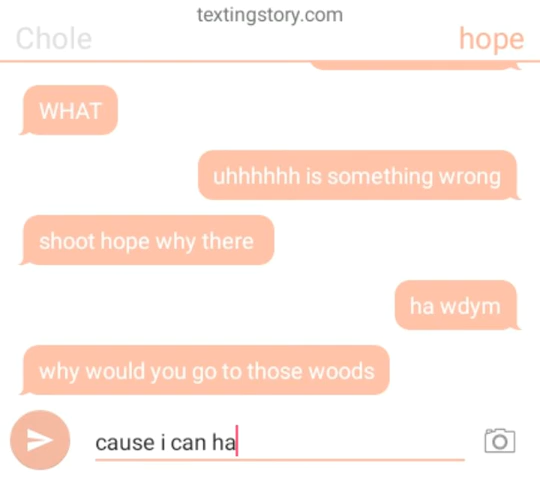 textingstory.com
Chole
hope
WHAT
uhhhhhh is something wrong
shoot hope why there
ha wdym
why would you go to those woods
cause i can ha